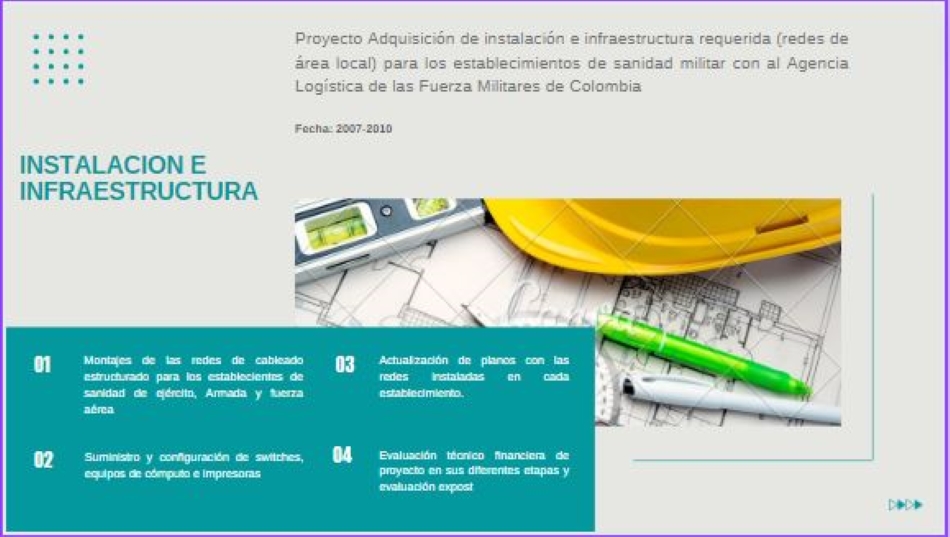 Proyecto Adquisición de instalación e infraestructura requerida (redes de
área local) para los establecimientos de sanidad militar con al Agencia
Logística de las Fuerza Militares de Colombia
Fecha: 2007-2010
INSTALACION E
INFRAESTRUCTURA
01
Montajes de las redes de cableado
estructurado para los establecientes de
sanidad de ejército, Armada y fuerza
aérea
02
Suministro y configuración de switches,
equipos de cómputo e impresoras
03
Actualización de planos con las
redes instaladas en cada
establecimiento.
04
Evaluación técnico financiera de
proyecto en sus diferentes etapas y
evaluación expost